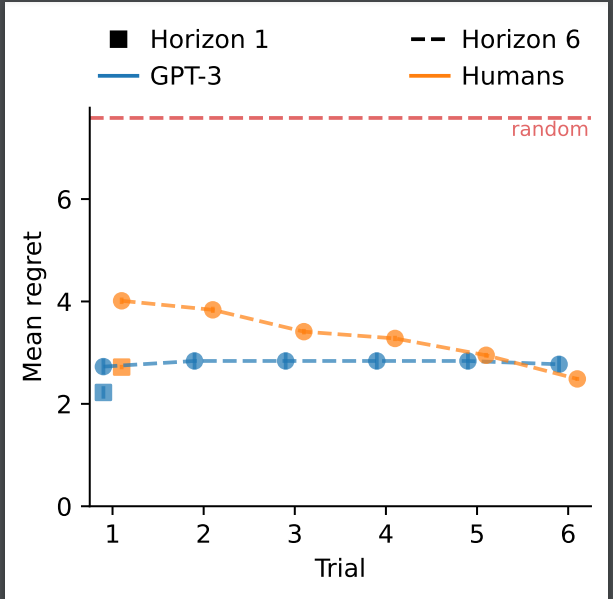 Horizon 1
Horizon 6
GPT-3
Humans
random
Mean regret
6
4
2
0
1 2 3 4 5 6
Trial